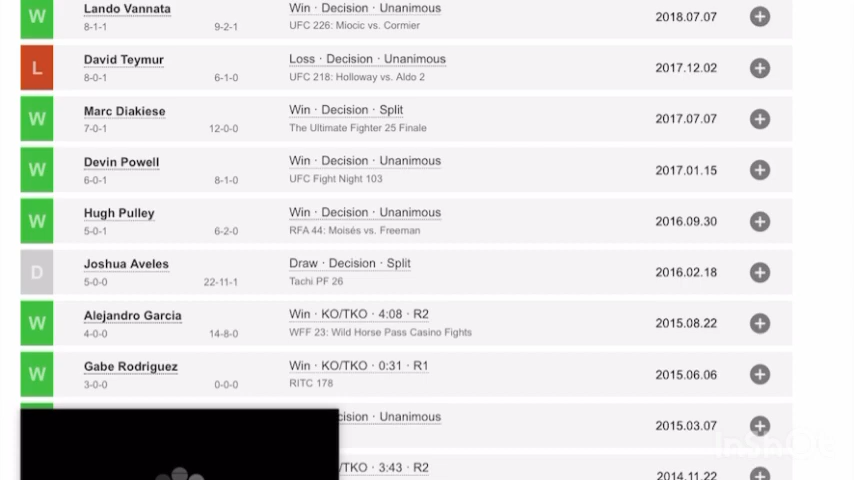 W Lando Vannata Win · Decision · Unanimous 2018.07.07
8-1-1 9-2-1 UFC 226: Miocic vs. Cormier
L David Teymur Loss · Decision · Unanimous 2017.12.02
8-0-1 6-1-0 UFC 218: Holloway vs. Aldo 2
W Marc Diakiese Win · Decision · Split 2017.07.07
7-0-1 12-0-0 The Ultimate Fighter 25 Finale
W Devin Powell Win · Decision · Unanimous 2017.01.15
6-0-1 8-1-0 UFC Fight Night 103
W Hugh Pulley Win · Decision · Unanimous 2016.09.30
5-0-1 6-2-0 RFA 44: Moisés vs. Freeman
D Joshua Aveles Draw · Decision · Split 2016.02.18
5-0-0 22-11-1 Tachi PF 26
W Alejandro Garcia Win · KO/TKO · 4:08 · R2 2015.08.22
4-0-0 14-8-0 WFF 23: Wild Horse Pass Casino Fights
W Gabe Rodriguez Win · KO/TKO · 0:31 · R1 2015.06.06
3-0-0 0-0-0 RITC 178
cision · Unanimous 2015.03.07
InShOt
/TKO · 3:43 · R2 2014.11.22